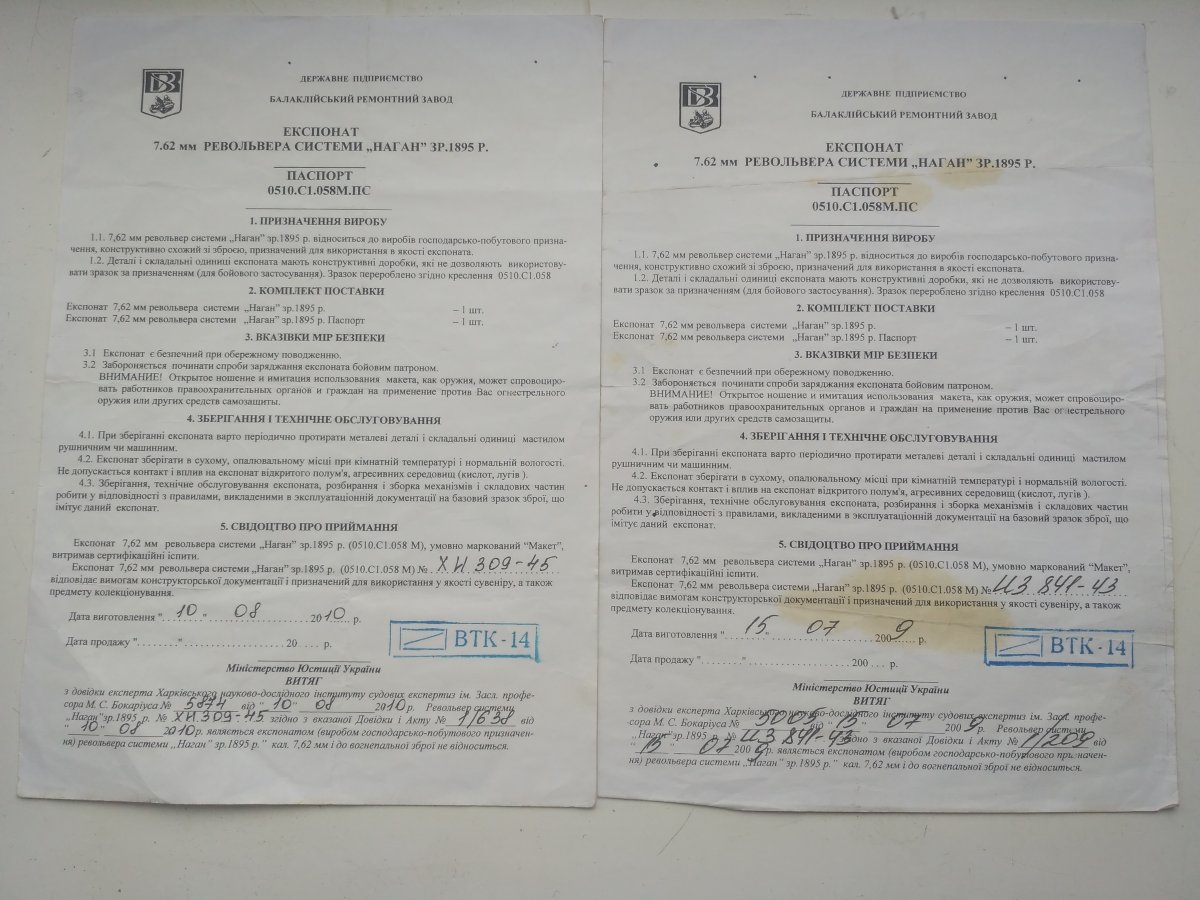 ДЕРЖАВНЕ ПІДПРИЄМСТВО
БАЛАКЛІЙСЬКИЙ РЕМОНТНИЙ ЗАВОД
ЕКСПОНАТ
7.62 мм РЕВОЛЬВЕРА СИСТЕМИ „НАГАН” ЗР.1895 Р.
ПАСПОРТ
0510.С1.058М.ПС
1. ПРИЗНАЧЕННЯ ВИРОБУ
1.1. 7,62 мм револьвер системи „Наган” зр.1895 р. відноситься до виробів господарсько-побутового призна-
чення, конструктивно схожий зі зброєю, призначений для використання в якості експоната.
1.2. Деталі і складальні одиниці експоната мають конструктивні доробки, які не дозволяють використову-
вати зразок за призначенням (для бойового застосування). Зразок перероблено згідно креслення 0510.С1.058
2. КОМПЛЕКТ ПОСТАВКИ
Експонат 7,62 мм револьвера системи „Наган” зр.1895 р. – 1 шт.
Експонат 7,62 мм револьвера системи „Наган” зр.1895 р. Паспорт – 1 шт.
3. ВКАЗІВКИ МІР БЕЗПЕКИ
3.1 Експонат є безпечний при обережному поводженню.
3.2 Забороняється починати спроби заряджання експоната бойовим патроном.
ВНИМАНИЕ! Открытое ношение и имитация использования макета, как оружия, может спровоциро-
вать работников правоохранительных органов и граждан на применение против Вас огнестрельного
оружия или других средств самозащиты.
4. ЗБЕРІГАННЯ І ТЕХНІЧНЕ ОБСЛУГОВУВАННЯ
4.1. При зберіганні експоната варто періодично протирати металеві деталі і складальні одиниці мастилом
рушничним чи машинним.
4.2. Експонат зберігати в сухому, опалювальному місці при кімнатній температурі і нормальній вологості.
Не допускається контакт і вплив на експонат відкритого полум'я, агресивних середовищ (кислот, лугів ).
4.3. Зберігання, технічне обслуговування експоната, розбирання і зборка механізмів і складових частин
робити у відповідності з правилами, викладеними в эксплуатаційній документації на базовий зразок зброї, що
імітує даний експонат.
5. СВІДОЦТВО ПРО ПРИЙМАННЯ
Експонат 7,62 мм револьвера системи „Наган” зр.1895 р. (0510.С1.058 М), умовно маркований “Макет”,
витримав сертифікаційні іспити.
Експонат 7,62 мм револьвера системи „Наган” зр.1895 р. (0510.С1.058 М) № ХИ 309-45
відповідає вимогам конструкторської документації і призначений для використання у якості сувеніру, а також
предмету колекціонування.
Дата виготовлення "10" 08 2010 р.
Дата продажу "........" 20 .... р.
ВТК - 14
Міністерство Юстиції України
ВИТЯГ
з довідки експерта Харківського науково-дослідного інституту судових експертиз ім. Засл. профе-
сора М. С. Бокаріуса № 5874 від "10" 08 2010 р. Револьвер системи
„Наган”зр.1895 р. № ХИ 309-45 згідно з вказаної Довідки і Акту № 1/638 від
"10" 08 2010 р. являється експонатом (виробом господарсько-побутового призначен-
ня) револьвера системи „Наган” зр.1895 р.” кал. 7,62 мм і до вогнепальної зброї не відноситься.
ДЕРЖАВНЕ ПІДПРИЄМСТВО
БАЛАКЛІЙСЬКИЙ РЕМОНТНИЙ ЗАВОД
ЕКСПОНАТ
7.62 мм РЕВОЛЬВЕРА СИСТЕМИ „НАГАН” ЗР.1895 Р.
ПАСПОРТ
0510.С1.058М.ПС
1. ПРИЗНАЧЕННЯ ВИРОБУ
1.1. 7,62 мм револьвер системи „Наган” зр.1895 р. відноситься до виробів господарсько-побутового призна-
чення, конструктивно схожий зі зброєю, призначений для використання в якості експоната.
1.2. Деталі і складальні одиниці експоната мають конструктивні доробки, які не дозволяють використову-
вати зразок за призначенням (для бойового застосування). Зразок перероблено згідно креслення 0510.С1.058
2. КОМПЛЕКТ ПОСТАВКИ
Експонат 7,62 мм револьвера системи „Наган” зр.1895 р. – 1 шт.
Експонат 7,62 мм револьвера системи „Наган” зр.1895 р. Паспорт – 1 шт.
3. ВКАЗІВКИ МІР БЕЗПЕКИ
3.1 Експонат є безпечний при обережному поводженню.
3.2 Забороняється починати спроби заряджання експоната бойовим патроном.
ВНИМАНИЕ! Открытое ношение и имитация использования макета, как оружия, может спровоциро-
вать работников правоохранительных органов и граждан на применение против Вас огнестрельного
оружия или других средств самозащиты.
4. ЗБЕРІГАННЯ І ТЕХНІЧНЕ ОБСЛУГОВУВАННЯ
4.1. При зберіганні експоната варто періодично протирати металеві деталі і складальні одиниці мастилом
рушничним чи машинним.
4.2. Експонат зберігати в сухому, опалювальному місці при кімнатній температурі і нормальній вологості.
Не допускається контакт і вплив на експонат відкритого полум'я, агресивних середовищ (кислот, лугів ).
4.3. Зберігання, технічне обслуговування експоната, розбирання і зборка механізмів і складових частин
робити у відповідності з правилами, викладеними в эксплуатаційній документації на базовий зразок зброї, що
імітує даний експонат.
5. СВІДОЦТВО ПРО ПРИЙМАННЯ
Експонат 7,62 мм револьвера системи „Наган” зр.1895 р. (0510.С1.058 М), умовно маркований “Макет”,
витримав сертифікаційні іспити.
Експонат 7,62 мм револьвера системи „Наган” зр.1895 р. (0510.С1.058 М) № ИЗ 841-43
відповідає вимогам конструкторської документації і призначений для використання у якості сувеніру, а також
предмету колекціонування.
Дата виготовлення "15" 07 2009 р.
Дата продажу "........" 200 .... р.
ВТК - 14
Міністерство Юстиції України
ВИТЯГ
з довідки експерта Харківського науково-дослідного інституту судових експертиз ім. Засл. профе-
сора М. С. Бокаріуса № 5005 від "15" 07 2009 р. Револьвер системи
„Наган”зр.1895 р. № ИЗ 841-43 згідно з вказаної Довідки і Акту № 1/209 від
"15" 07 2009 р. являється експонатом (виробом господарсько-побутового призначен-
ня) револьвера системи „Наган” зр.1895 р.” кал. 7,62 мм і до вогнепальної зброї не відноситься.